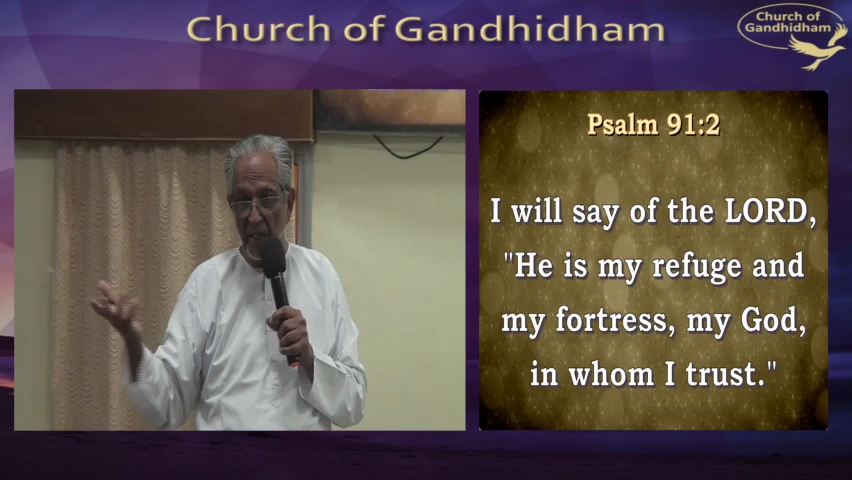 Church of Gandhidham
Church of
Gandhidham
Psalm 91:2
I will say of the LORD,
"He is my refuge and
my fortress, my God,
in whom I trust."